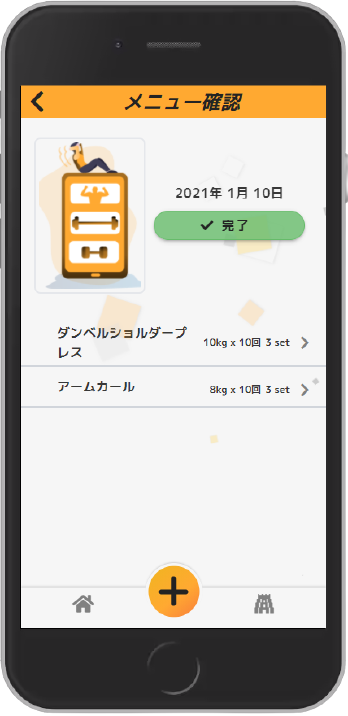 メニュー確認
2021年 1月 10日
完了
ダンベルショルダープ
レス
10kg x 10回 3 set
アームカール
8kg x 10回 3 set